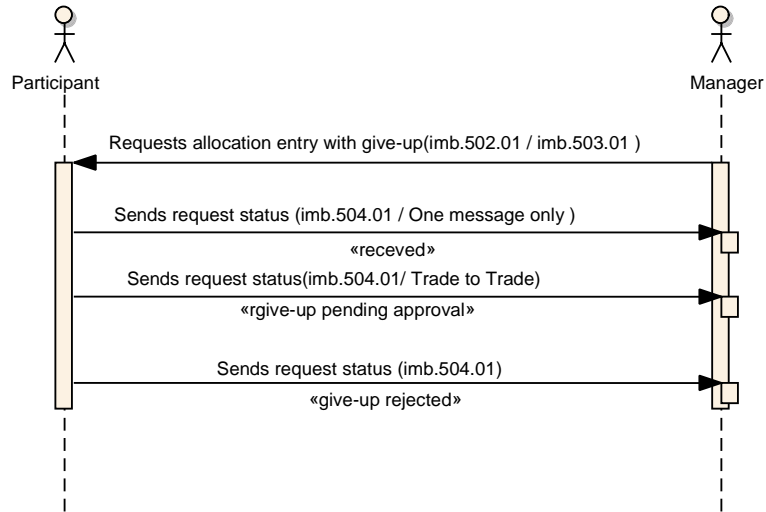 Participant
Manager
Requests allocation entry with give-up(imb.502.01 / imb.503.01 )
Sends request status (imb.504.01 / One message only )
«receved»
Sends request status(imb.504.01/ Trade to Trade)
«rgive-up pending approval»
Sends request status (imb.504.01)
«give-up rejected»